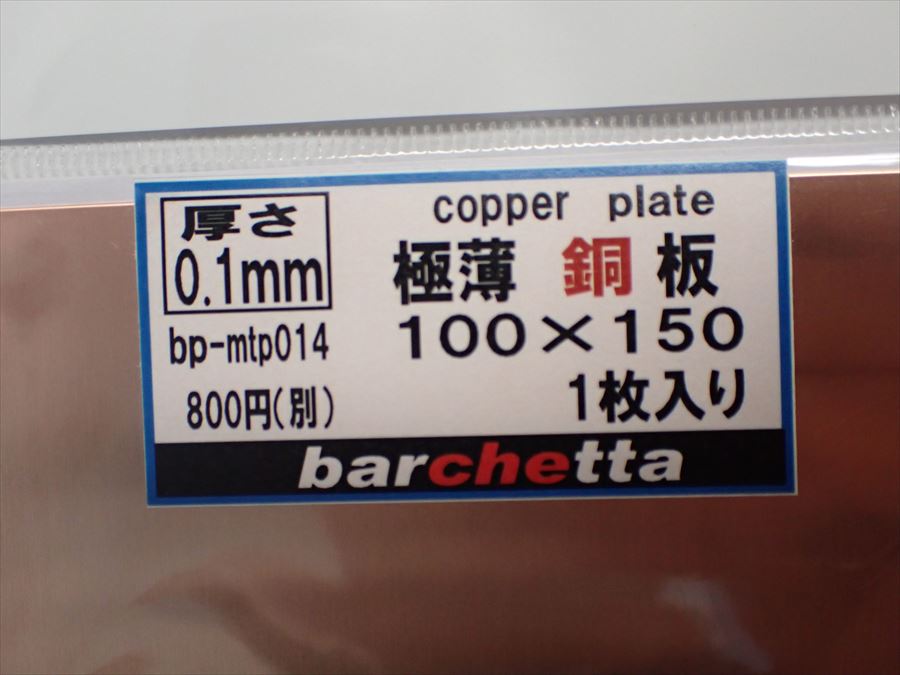 厚さ
0.1mm
bp-mtp014
800円(別)
copper plate
極薄 銅 板
100×150
1枚入り
barchetta